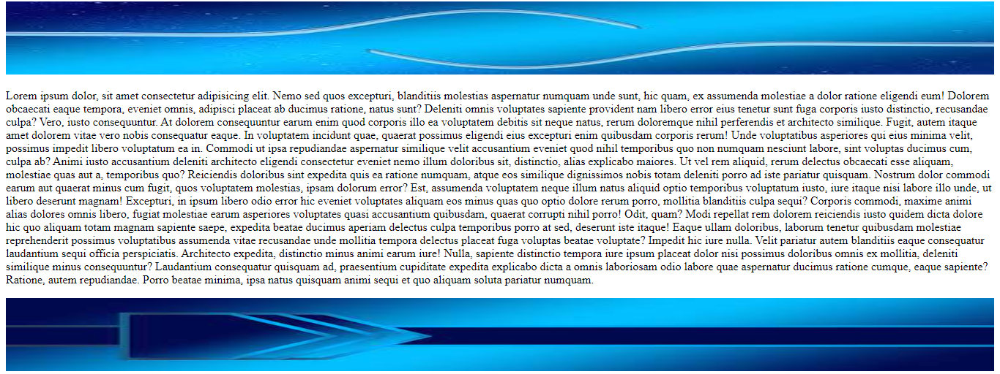 Lorem ipsum dolor, sit amet consectetur adipisicing elit. Nemo sed quos excepturi, blanditiis molestias aspernatur numquam unde sunt, hic quam, ex assumenda molestiae a dolor ratione eligendi eum! Dolorem
obcaecati eaque tempora, eveniet omnis, adipisci placeat ab ducimus ratione, natus sunt? Deleniti omnis voluptates sapiente provident nam libero error eius tenetur sunt fuga corporis iusto distinctio, recusandae
culpa? Vero, iusto consequuntur. At dolorem consequuntur earum enim quod corporis illo ea voluptatem debitis sit neque natus, rerum doloremque nihil perferendis et architecto similique. Fugit, autem itaque
amet dolorem vitae vero nobis consequatur eaque. In voluptatem incidunt quae, quaerat possimus eligendi eius excepturi enim quibusdam corporis rerum! Unde voluptatibus asperiores qui eius minima velit,
possimus impedit libero voluptatum ea in. Commodi ut ipsa repudiandae aspernatur similique velit accusantium eveniet quod nihil temporibus quo non numquam nesciunt labore, sint voluptas ducimus cum,
culpa ab? Animi iusto accusantium deleniti architecto eligendi consectetur eveniet nemo illum doloribus sit, distinctio, alias explicabo maiores. Ut vel rem aliquid, rerum delectus obcaecati esse aliquam,
molestiae quas aut a, temporibus quo? Reiciendis doloribus sint expedita quis ea ratione numquam, atque eos similique dignissimos nobis totam deleniti porro ad iste pariatur quisquam. Nostrum dolor commodi
earum aut quaerat minus cum fugit, quos voluptatem molestias, ipsam dolorum error? Est, assumenda voluptatem neque illum natus aliquid optio temporibus voluptatum iusto, iure itaque nisi labore illo unde, ut
libero deserunt magnam! Excepturi, in ipsum libero odio error hic eveniet voluptates aliquam eos minus quas quo optio dolore rerum porro, mollitia blanditiis culpa sequi? Corporis commodi, maxime animi
alias dolores omnis libero, fugiat molestiae earum asperiores voluptates quasi accusantium quibusdam, quaerat corrupti nihil porro! Odit, quam? Modi repellat rem dolorem reiciendis iusto quidem dicta dolore
hic quo aliquam totam magnam sapiente saepe, expedita beatae ducimus aperiam delectus culpa temporibus porro at sed, deserunt iste itaque! Eaque ullam doloribus, laborum tenetur quibusdam molestiae
reprehenderit possimus voluptatibus assumenda vitae recusandae unde mollitia tempora delectus placeat fuga voluptas beatae voluptate? Impedit hic iure nulla. Velit pariatur autem blanditiis eaque consequatur
laudantium sequi officia perspiciatis. Architecto expedita, distinctio minus animi earum iure! Nulla, sapiente distinctio tempora iure ipsum placeat dolor nisi possimus doloribus omnis ex mollitia, deleniti
similique minus consequuntur? Laudantium consequatur quisquam ad, praesentium cupiditate expedita explicabo dicta a omnis laboriosam odio labore quae aspernatur ducimus ratione cumque, eaque sapiente?
Ratione, autem repudiandae. Porro beatae minima, ipsa natus quisquam animi sequi et quo aliquam soluta pariatur numquam.